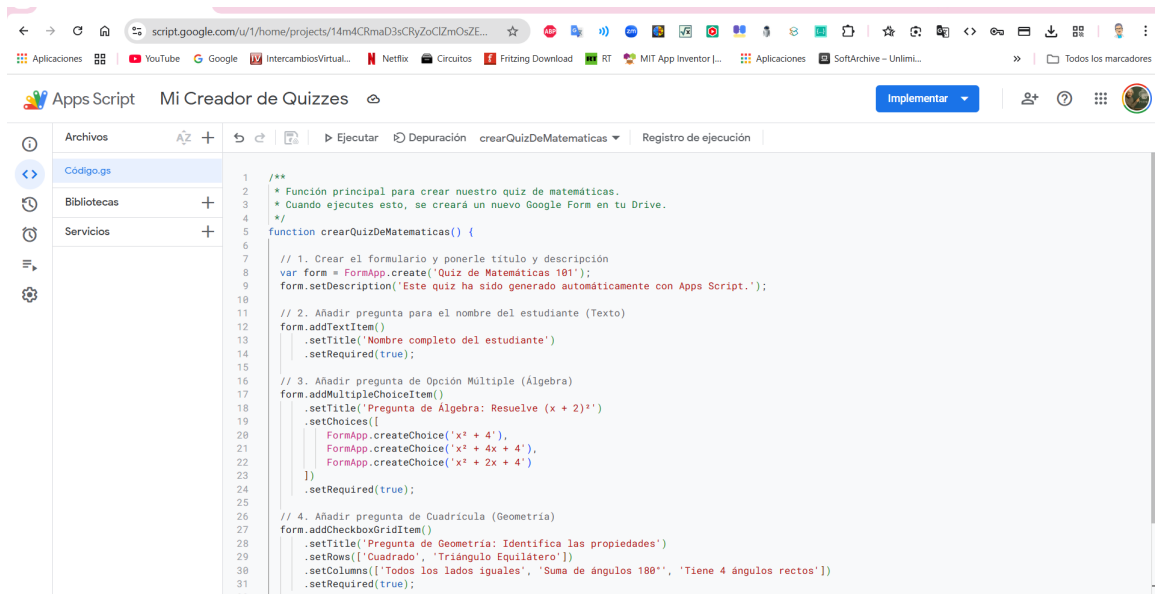 script.google.com/u/1/home/projects/14m4CRmaD3sCRyZoClZmOsZE...
Aplicaciones YouTube Google IntercambiosVirtual... Netflix Circuitos Fritzing Download RT MIT App Inventor |... Aplicaciones SoftArchive – Unlimi... » Todos los marcadores
Apps Script Mi Creador de Quizzes Implementar
Archivos AZ Ejecutar Depuración crearQuizDeMatematicas Registro de ejecución
Código.gs
Bibliotecas
Servicios
1 /**
2 * Función principal para crear nuestro quiz de matemáticas.
3 * Cuando ejecutes esto, se creará un nuevo Google Form en tu Drive.
4 */
5 function crearQuizDeMatematicas() {
6
7 // 1. Crear el formulario y ponerle título y descripción
8 var form = FormApp.create('Quiz de Matemáticas 101');
9 form.setDescription('Este quiz ha sido generado automáticamente con Apps Script.');
10
11 // 2. Añadir pregunta para el nombre del estudiante (Texto)
12 form.addTextItem()
13 .setTitle('Nombre completo del estudiante')
14 .setRequired(true);
15
16 // 3. Añadir pregunta de Opción Múltiple (Álgebra)
17 form.addMultipleChoiceItem()
18 .setTitle('Pregunta de Álgebra: Resuelve (x + 2)²')
19 .setChoices([
20 FormApp.createChoice('x² + 4'),
21 FormApp.createChoice('x² + 4x + 4'),
22 FormApp.createChoice('x² + 2x + 4')
23 ])
24 .setRequired(true);
25
26 // 4. Añadir pregunta de Cuadrícula (Geometría)
27 form.addCheckboxGridItem()
28 .setTitle('Pregunta de Geometría: Identifica las propiedades')
29 .setRows(['Cuadrado', 'Triángulo Equilátero'])
30 .setColumns(['Todos los lados iguales', 'Suma de ángulos 180°', 'Tiene 4 ángulos rectos'])
31 .setRequired(true);